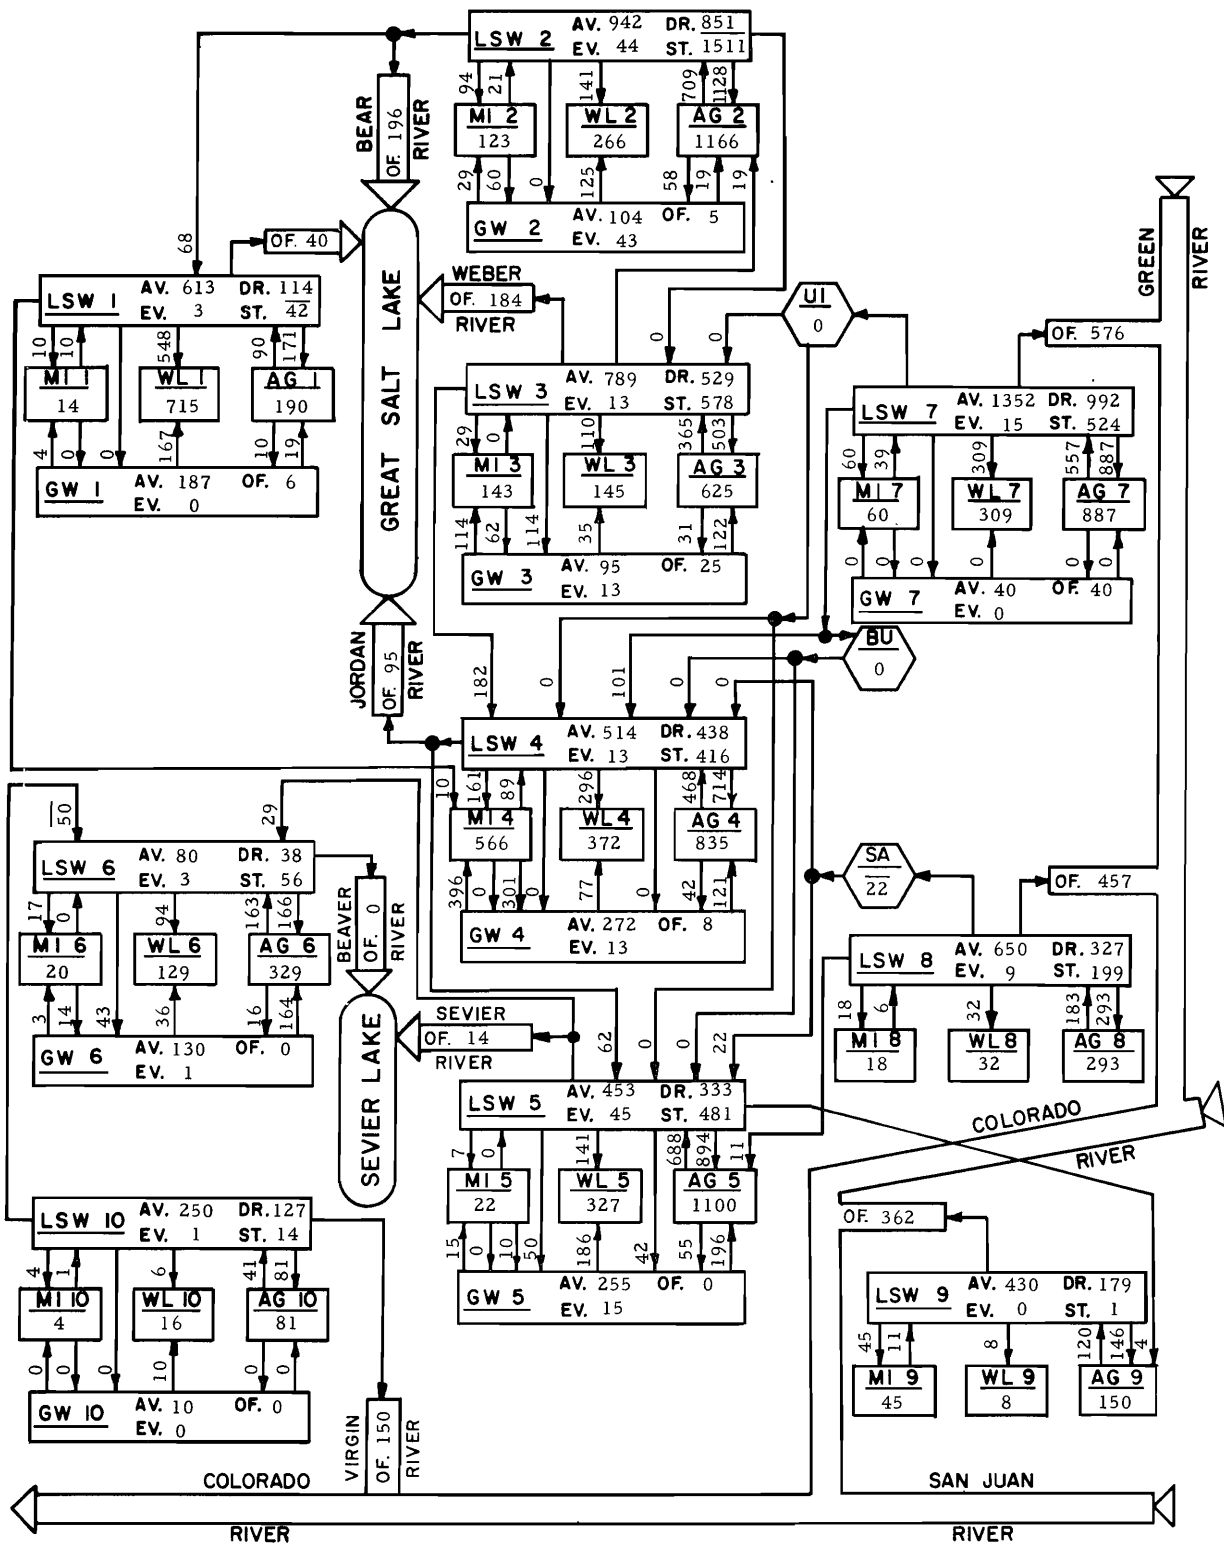 LSW 2 AV. 942 DR. 851
EV. 44 ST. 1511
94 21 141 709 1128
MI 2 WL 2 AG 2
123 266 1166
29 60 0 125 58 19 19
GW 2 AV. 104 OF. 5
EV. 43
BEAR RIVER
OF. 196
68
OF. 40
GREAT SALT LAKE
WEBER
OF. 184
RIVER
LSW 1 AV. 613 DR. 114
EV. 3 ST. 42
10 10 548 90 171
MI 1 WL 1 AG 1
14 715 190
4 0 0 167 10 19
GW 1 AV. 187 OF. 6
EV. 0
0 0
UI
0
GREEN RIVER
OF. 576
LSW 3 AV. 789 DR. 529
EV. 13 ST. 578
29 0 110 365 503
MI 3 WL 3 AG 3
143 145 625
114 62 114 35 31 122
GW 3 AV. 95 OF. 25
EV. 13
LSW 7 AV. 1352 DR. 992
EV. 15 ST. 524
60 39 309 557 887
MI 7 WL 7 AG 7
60 309 887
0 0 0 0 0 0
GW 7 AV. 40 OF. 40
EV. 0
BU
0
JORDAN RIVER
OF. 95
182 0 101 0 0
LSW 4 AV. 514 DR. 438
EV. 13 ST. 416
10 161 89 296 468 714
MI 4 WL 4 AG 4
566 372 835
396 0 301 0 77 0 42 121
GW 4 AV. 272 OF. 8
EV. 13
50 29
LSW 6 AV. 80 DR. 38
EV. 3 ST. 56
17 0 94 163 166
MI 6 WL 6 AG 6
20 129 329
3 14 43 36 16 164
GW 6 AV. 130 OF. 0
EV. 1
BEAVER RIVER
OF. 0
SEVIER LAKE
SEVIER
OF. 14
RIVER
SA
22
OF. 457
LSW 8 AV. 650 DR. 327
EV. 9 ST. 199
18 6 32 183 293
MI 8 WL 8 AG 8
18 32 293
62 0 0 22
LSW 5 AV. 453 DR. 333
EV. 45 ST. 481
7 0 141 688 894 11
MI 5 WL 5 AG 5
22 327 1100
15 0 10 50 186 42 55 196
GW 5 AV. 255 OF. 0
EV. 15
COLORADO
RIVER
LSW 10 AV. 250 DR. 127
EV. 1 ST. 14
4 1 6 41 81
MI 10 WL 10 AG 10
4 16 81
0 0 0 10 0 0
GW 10 AV. 10 OF. 0
EV. 0
VIRGIN RIVER
OF. 150
OF. 362
LSW 9 AV. 430 DR. 179
EV. 0 ST. 1
45 11 8 120 146 4
MI 9 WL 9 AG 9
45 8 150
COLORADO
RIVER
SAN JUAN
RIVER